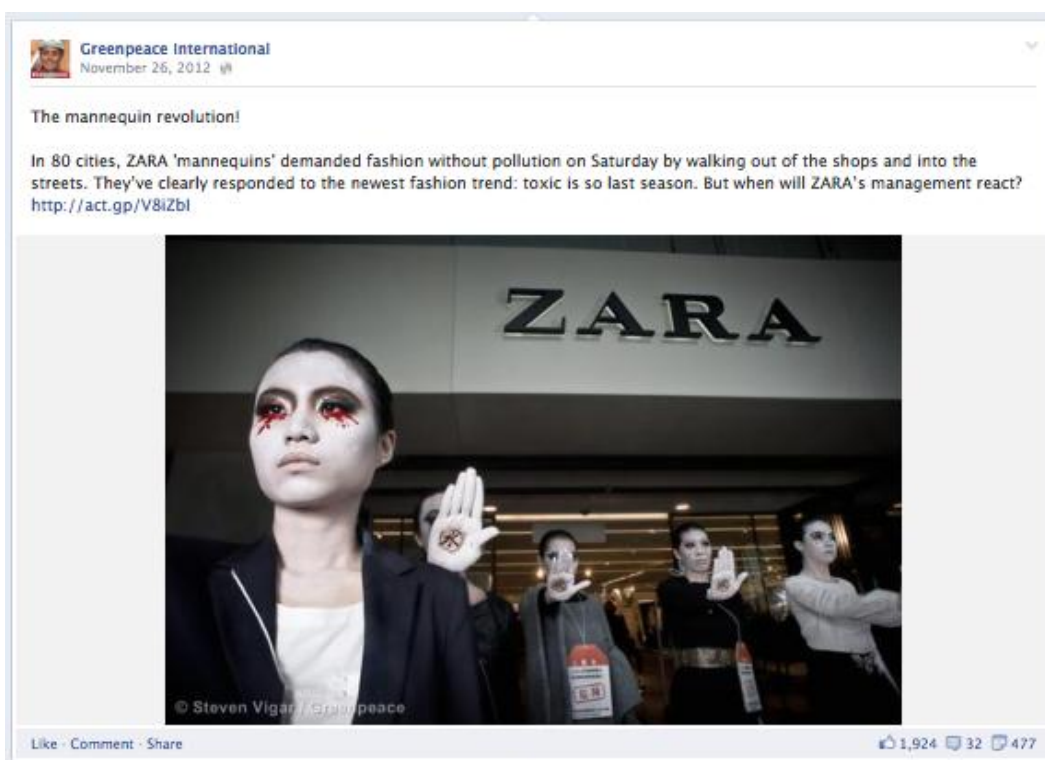 Greenpeace International
November 26, 2012
The mannequin revolution!
In 80 cities, ZARA 'mannequins' demanded fashion without pollution on Saturday by walking out of the shops and into the
streets. They've clearly responded to the newest fashion trend: toxic is so last season. But when will ZARA's management react?
http://act.gp/V8iZbl
ZARA
© Steven Vigar / Greenpeace
Like · Comment · Share
1,924 32 477